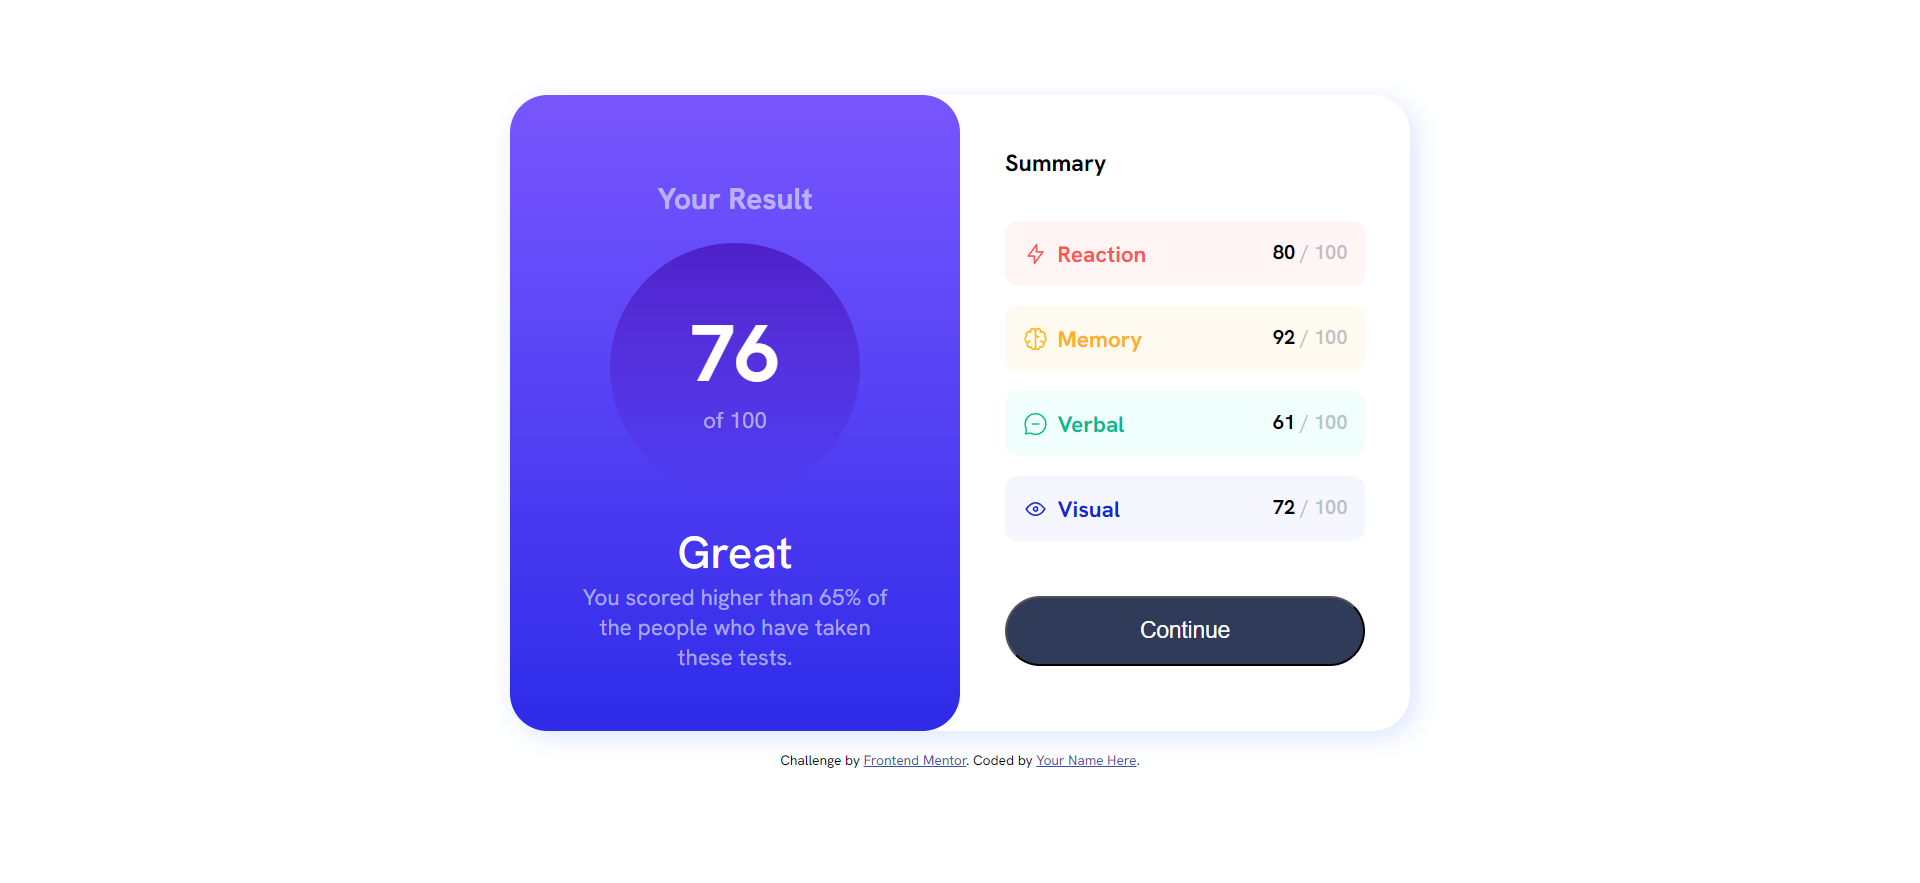 Your Result
76
of 100
Great
You scored higher than 65% of
the people who have taken
these tests.
Summary
Reaction 80 / 100
Memory 92 / 100
Verbal 61 / 100
Visual 72 / 100
Continue
Challenge by Frontend Mentor. Coded by Your Name Here.